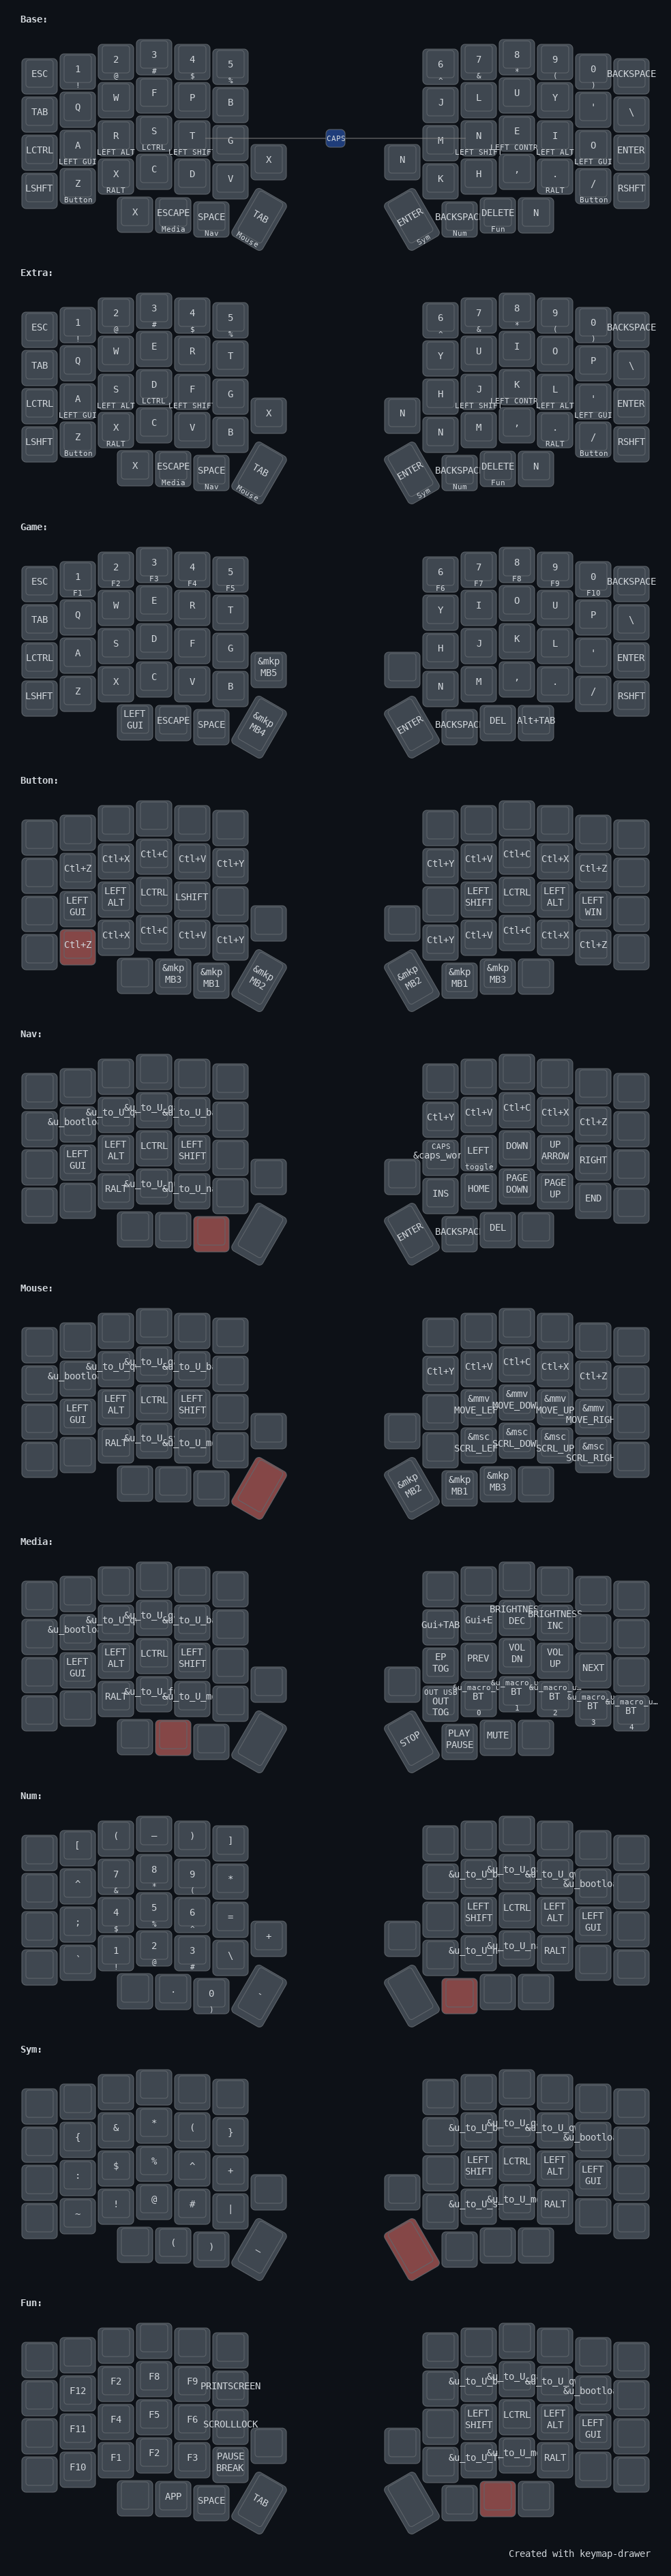 Base:
ESC 1 ! 2 @ 3 # 4 $ 5 % 6 ^ 7 & 8 * 9 ( 0 ) BACKSPACE
TAB Q W F P B J L U Y ' \
LCTRL A LEFT GUI R LEFT ALT S LCTRL T LEFT SHIFT G CAPS M N LEFT SHIFT E LEFT CONTR I LEFT ALT O LEFT GUI ENTER
LSHFT Z Button X RALT C D V X N K H , . RALT / Button RSHFT
X ESCAPE Media SPACE Nav TAB Mouse ENTER Sym BACKSPAC Num DELETE Fun N
Extra:
ESC 1 ! 2 @ 3 # 4 $ 5 % 6 ^ 7 & 8 * 9 ( 0 ) BACKSPACE
TAB Q W E R T Y U I O P \
LCTRL A LEFT GUI S LEFT ALT D LCTRL F LEFT SHIFT G H J LEFT SHIFT K LEFT CONTR L LEFT ALT ' LEFT GUI ENTER
LSHFT Z Button X RALT C V B X N N M , . RALT / Button RSHFT
X ESCAPE Media SPACE Nav TAB Mouse ENTER Sym BACKSPAC Num DELETE Fun N
Game:
ESC 1 F1 2 F2 3 F3 4 F4 5 F5 6 F6 7 F7 8 F8 9 F9 0 F10 BACKSPACE
TAB Q W E R T Y I O U P \
LCTRL A S D F G H J K L ' ENTER
LSHFT Z X C V B &mkp MB5 N M , . / RSHFT
LEFT GUI ESCAPE SPACE &mkp MB4 ENTER BACKSPAC DEL Alt+TAB
Button:
Ctl+Z Ctl+X Ctl+C Ctl+V Ctl+Y Ctl+Y Ctl+V Ctl+C Ctl+X Ctl+Z
LEFT GUI LEFT ALT LCTRL LSHIFT LEFT SHIFT LCTRL LEFT ALT LEFT WIN
Ctl+Z Ctl+X Ctl+C Ctl+V Ctl+Y Ctl+Y Ctl+V Ctl+C Ctl+X Ctl+Z
&mkp MB3 &mkp MB1 &mkp MB2 &mkp MB2 &mkp MB1 &mkp MB3
Nav:
&u_bootlo &u_to_U_q &u_to_U_g &u_to_U_b Ctl+Y Ctl+V Ctl+C Ctl+X Ctl+Z
LEFT GUI LEFT ALT LCTRL LEFT SHIFT CAPS &caps_wor LEFT toggle DOWN UP ARROW RIGHT
RALT &u_to_U_n &u_to_U_n INS HOME PAGE DOWN PAGE UP END
ENTER BACKSPAC DEL
Mouse:
&u_bootlo &u_to_U_q &u_to_U_g &u_to_U_b Ctl+Y Ctl+V Ctl+C Ctl+X Ctl+Z
LEFT GUI LEFT ALT LCTRL LEFT SHIFT &mmv MOVE_LEF &mmv MOVE_DOW &mmv MOVE_UP &mmv MOVE_RIGH
RALT &u_to_U_s &u_to_U_m &msc SCRL_LEF &msc SCRL_DOW &msc SCRL_UP &msc SCRL_RIGH
&mkp MB2 &mkp MB1 &mkp MB3
Media:
&u_bootlo &u_to_U_q &u_to_U_g &u_to_U_b Gui+TAB Gui+E BRIGHTNES DEC BRIGHTNESS INC
LEFT GUI LEFT ALT LCTRL LEFT SHIFT EP TOG PREV VOL DN VOL UP NEXT
RALT &u_to_U_f &u_to_U_m OUT USB OUT TOG &u_macro_u BT 0 &u_macro_u BT 1 &u_macro_u… BT 2 &u_macro_u BT 3 &u_macro_u… BT 4
STOP PLAY PAUSE MUTE
Num:
[ ( – ) ]
^ 7 & 8 * 9 ( * &u_to_U_b &u_to_U_g &u_to_U_q &u_bootlo
; 4 $ 5 % 6 ^ = LEFT SHIFT LCTRL LEFT ALT LEFT GUI
` 1 ! 2 @ 3 # \ + &u_to_U_n &u_to_U_n RALT
. 0 )
Sym:
{ & * ( } &u_to_U_b &u_to_U_g &u_to_U_q &u_bootlo
: $ % ^ + LEFT SHIFT LCTRL LEFT ALT LEFT GUI
~ ! @ # | &u_to_U_s &u_to_U_m RALT
( ) _
Fun:
F12 F2 F8 F9 PRINTSCREEN &u_to_U_b &u_to_U_g &u_to_U_q &u_bootlo
F11 F4 F5 F6 SCROLLLOCK LEFT SHIFT LCTRL LEFT ALT LEFT GUI
F10 F1 F2 F3 PAUSE BREAK &u_to_U_f &u_to_U_m RALT
APP SPACE TAB
Created with keymap-drawer